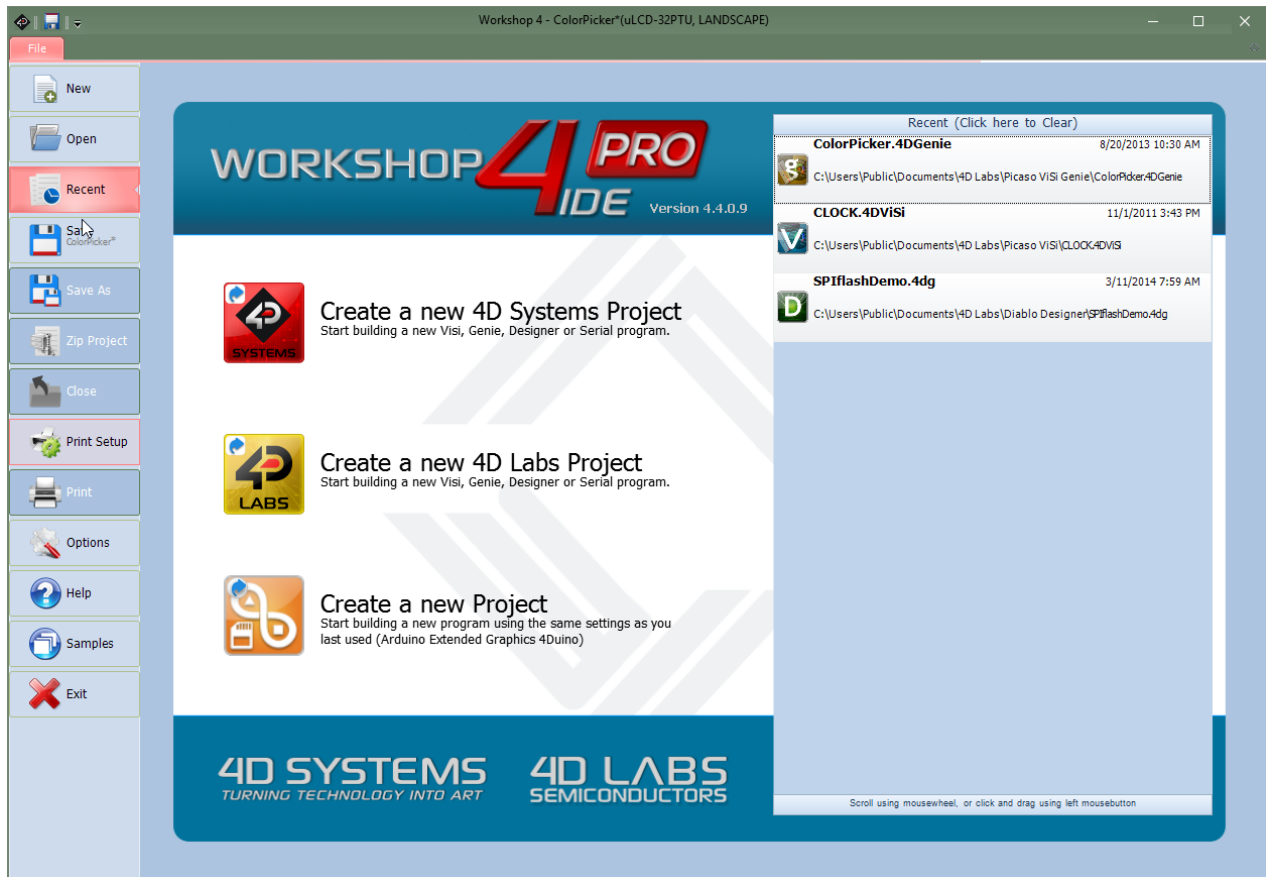 Workshop 4 - ColorPicker*(uLCD-32PTU, LANDSCAPE)
File
New
Open
Recent
Save
ColorPicker*
Save As
Zip Project
Close
Print Setup
Print
Options
Help
Samples
Exit
WORKSHOP 4 PRO
IDE
Version 4.4.0.9
Create a new 4D Systems Project
Start building a new Visi, Genie, Designer or Serial program.
4D
SYSTEMS
Create a new 4D Labs Project
Start building a new Visi, Genie, Designer or Serial program.
4D
LABS
Create a new Project
Start building a new program using the same settings as you
last used (Arduino Extended Graphics 4Duino)
4D SYSTEMS
TURNING TECHNOLOGY INTO ART
4D LABS
SEMICONDUCTORS
Recent (Click here to Clear)
ColorPicker.4DGenie 8/20/2013 10:30 AM
g
C:\Users\Public\Documents\4D Labs\Picaso ViSi Genie\ColorPicker.4DGenie
CLOCK.4DViSi 11/1/2011 3:43 PM
V
C:\Users\Public\Documents\4D Labs\Picaso ViSi\CLOCK.4DViSi
SPIflashDemo.4dg 3/11/2014 7:59 AM
D
C:\Users\Public\Documents\4D Labs\Diablo Designer\SPIflashDemo.4dg
Scroll using mousewheel, or click and drag using left mousebutton